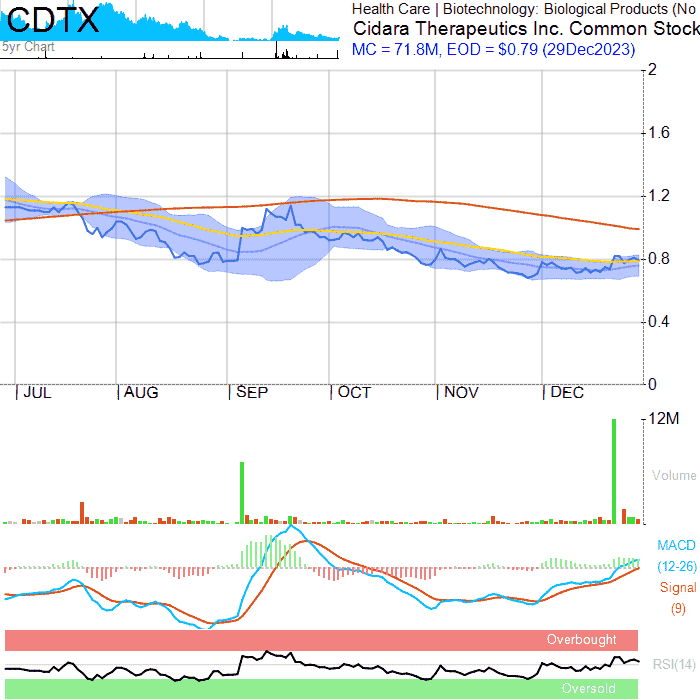 CDTX
5yr Chart
Health Care | Biotechnology: Biological Products (No
Cidara Therapeutics Inc. Common Stock
MC = 71.8M, EOD = $0.79 (29Dec2023)
2
1.6
1.2
0.8
0.4
0
JUL AUG SEP OCT NOV DEC
12M
Volume
MACD
(12-26)
Signal
(9)
Overbought
RSI(14)
Oversold